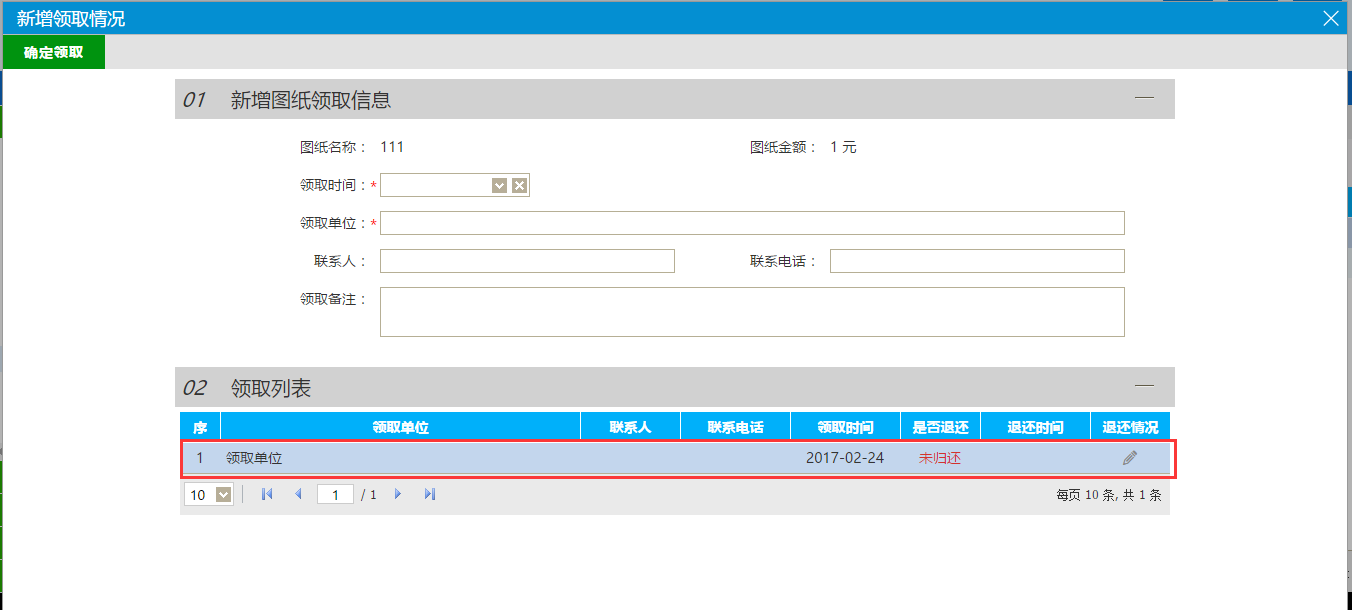 新增领取情况
确定领取
01 新增图纸领取信息
图纸名称： 111 图纸金额： 1 元
领取时间：*
领取单位：*
联系人： 联系电话：
领取备注：
02 领取列表
序 领取单位 联系人 联系电话 领取时间 是否退还 退还时间 退还情况
1 领取单位 2017-02-24 未归还
10 1 / 1 每页 10 条, 共 1 条